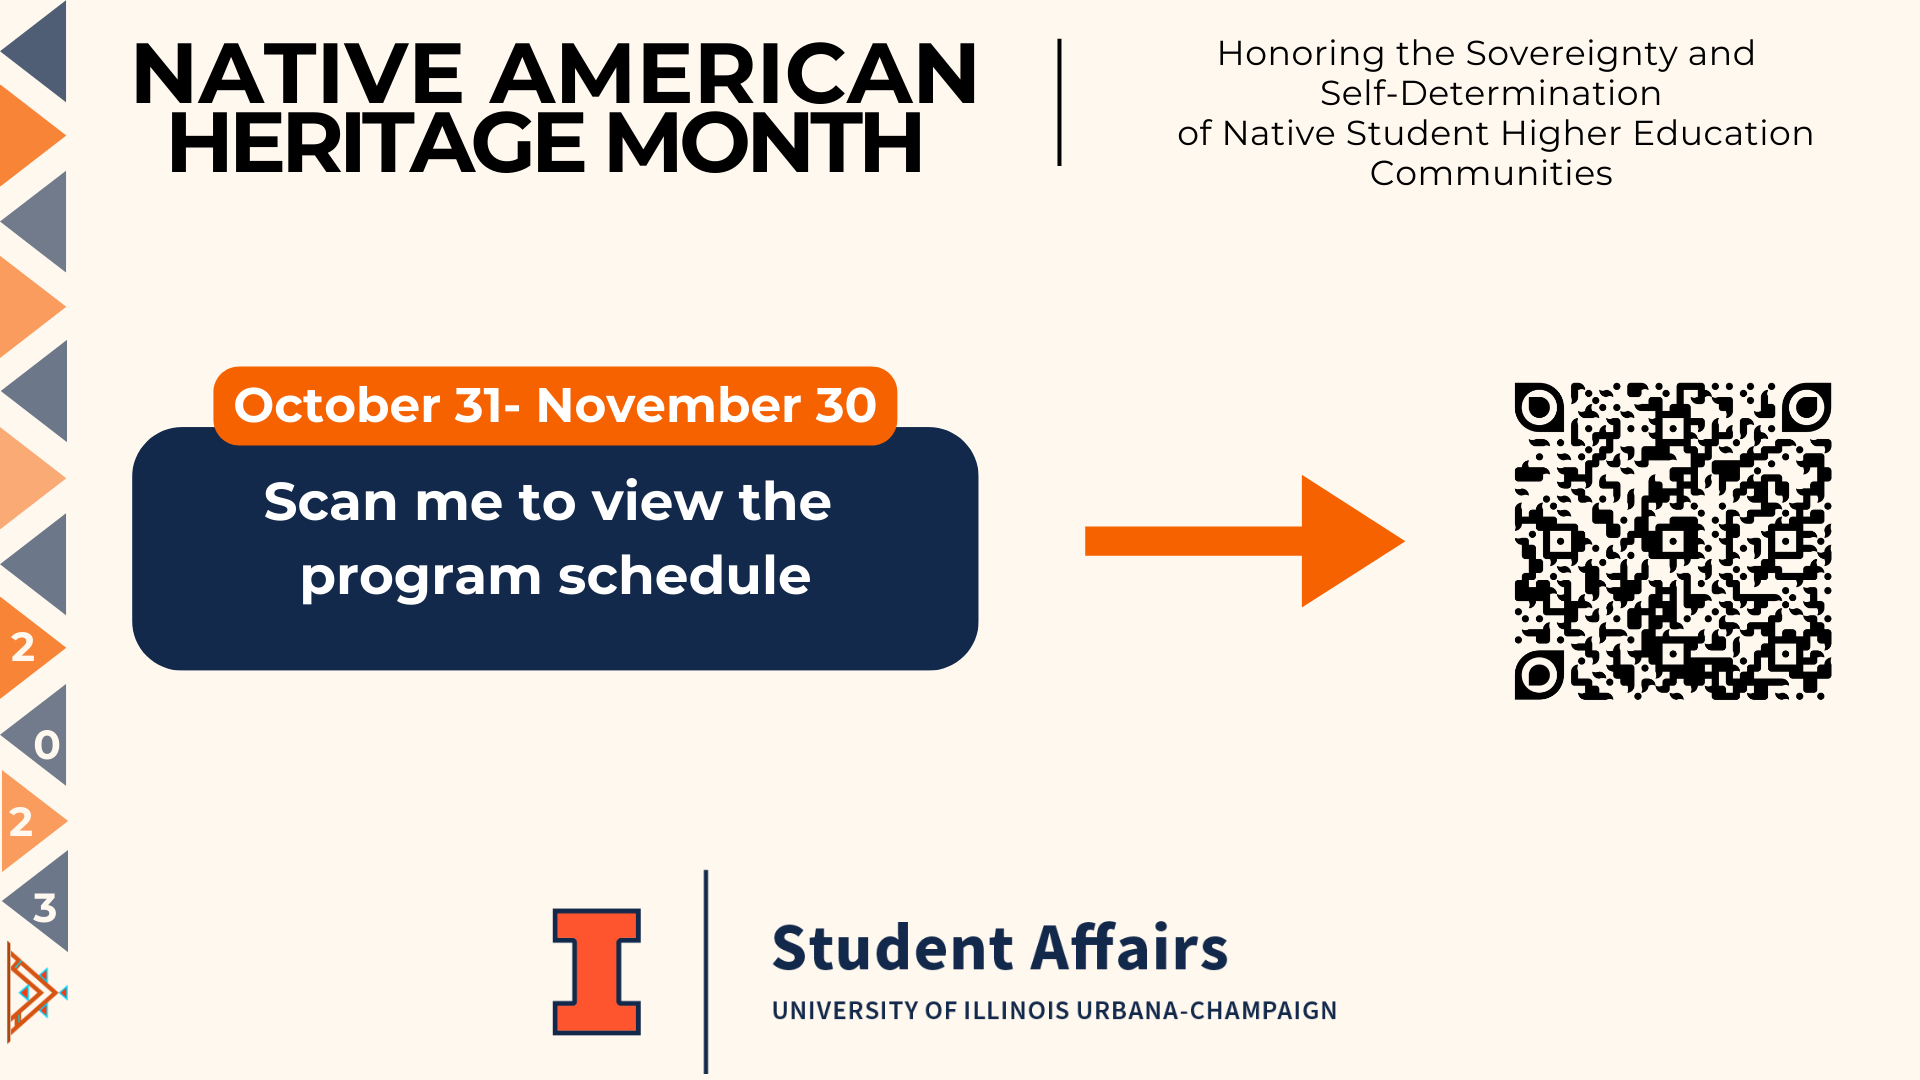 NATIVE AMERICAN
HERITAGE MONTH
Honoring the Sovereignty and
Self-Determination
of Native Student Higher Education
Communities
October 31- November 30
Scan me to view the
program schedule
2
0
2
3
I
Student Affairs
UNIVERSITY OF ILLINOIS URBANA-CHAMPAIGN